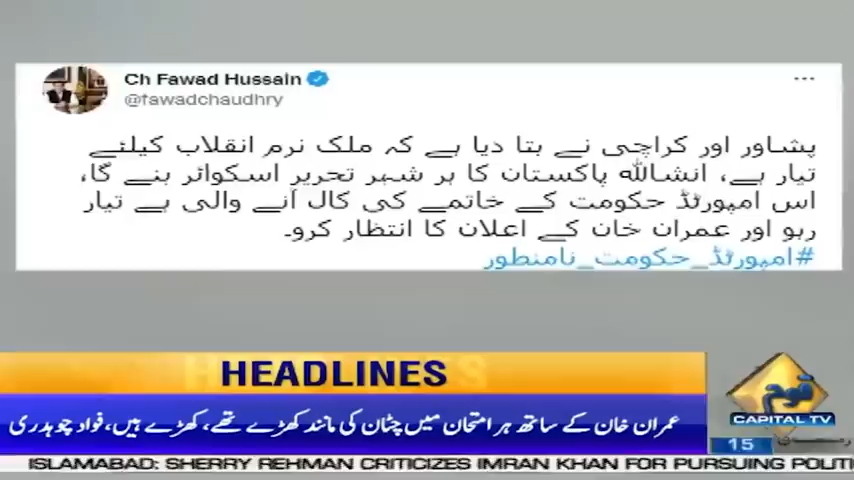 Ch Fawad Hussain
@fawadchaudhry
پشاور اور کراچی نے بتا دیا ہے کہ ملک نرم انقلاب کیلئے
تیار ہے، انشاللہ پاکستان کا ہر شہر تحریر اسکوائر بنے گا،
اس امپورٹڈ حکومت کے خاتمے کی کال آنے والی ہے تیار
رہو اور عمران خان کے اعلان کا انتظار کرو۔
#امپورٹڈ_حکومت_نامنظور
HEADLINES
عمران خان کے ساتھ ہر امتحان میں چٹان کی مانند کھڑے تھے، کھڑے ہیں، فواد چوہدری
CAPITAL TV
15
ISLAMABAD: SHERRY REHMAN CRITICIZES IMRAN KHAN FOR PURSUING POLITI